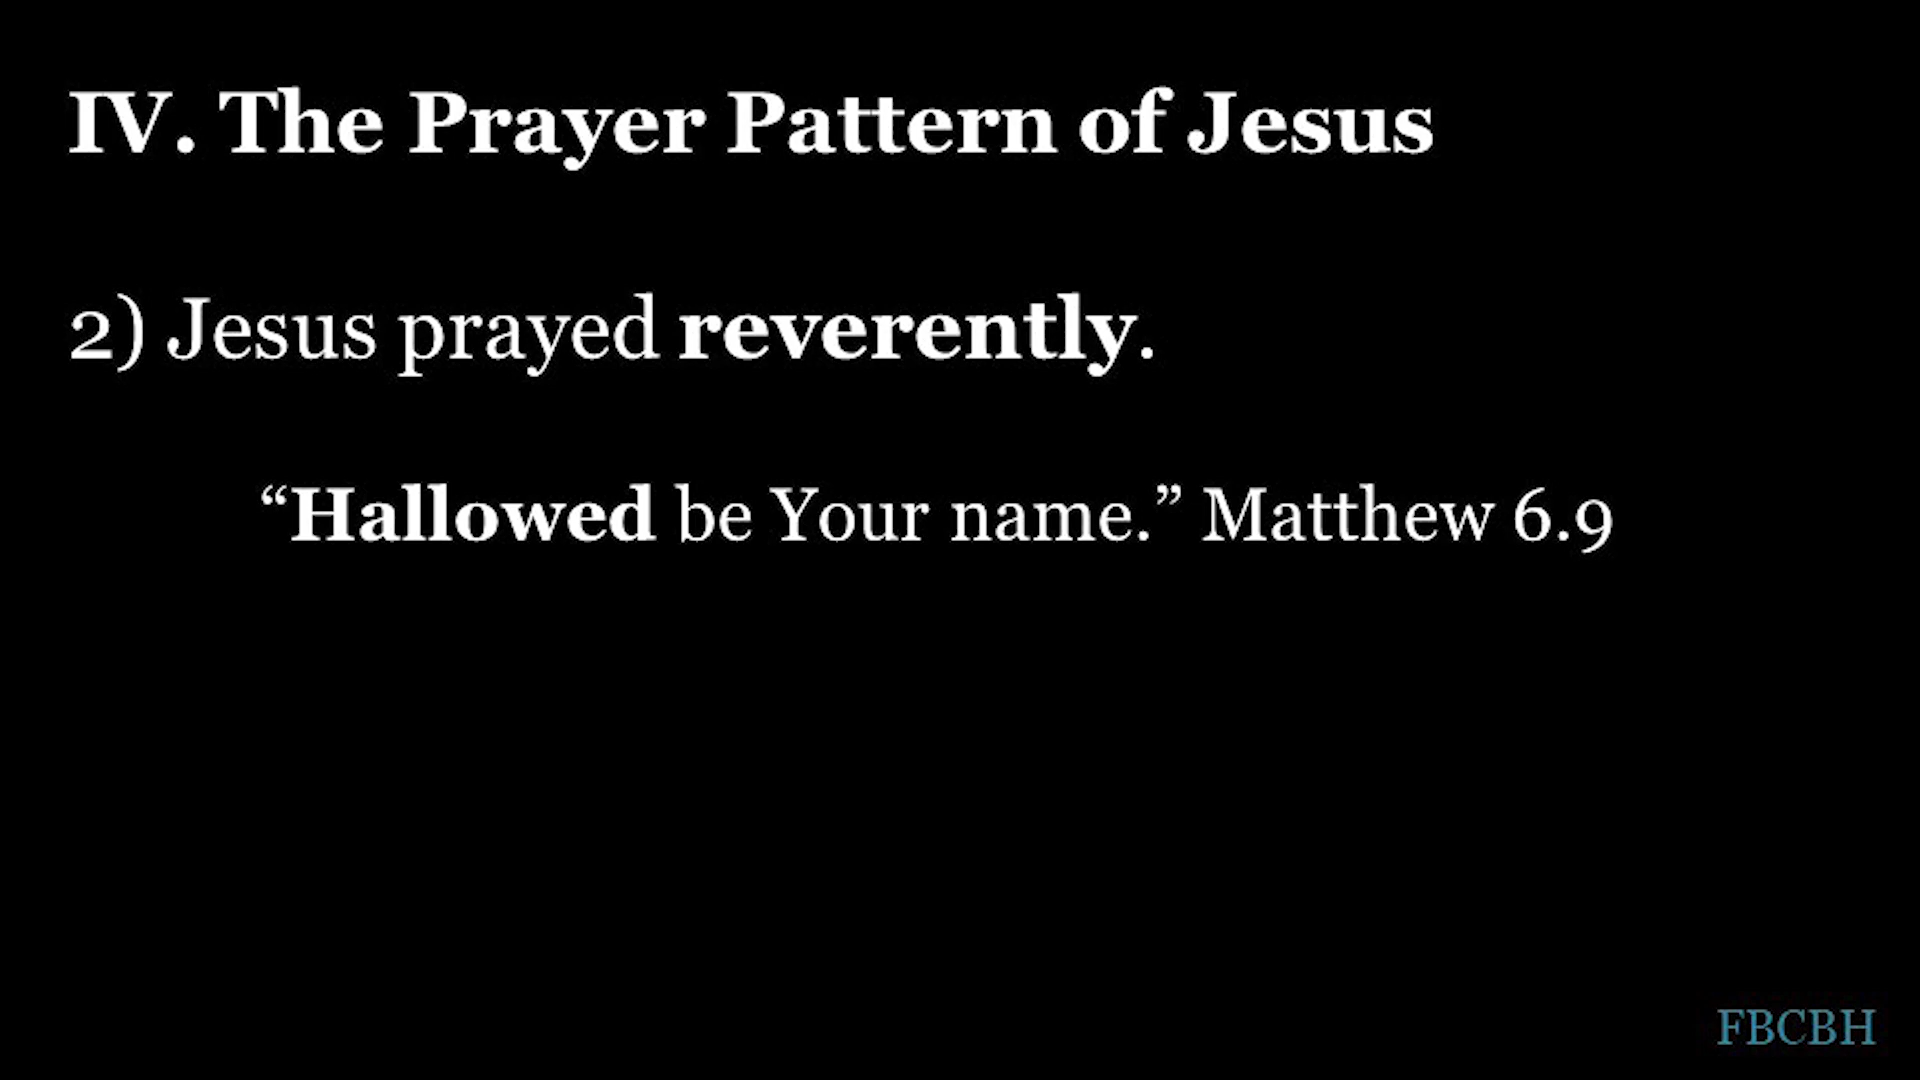 IV. The Prayer Pattern of Jesus
2) Jesus prayed reverently.
“Hallowed be Your name.” Matthew 6.9
FBCBH